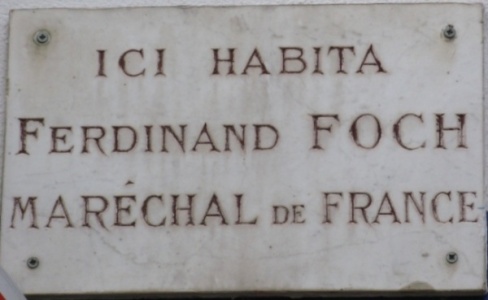 ICI HABITA
FERDINAND FOCH
MARÉCHAL DE FRANCE